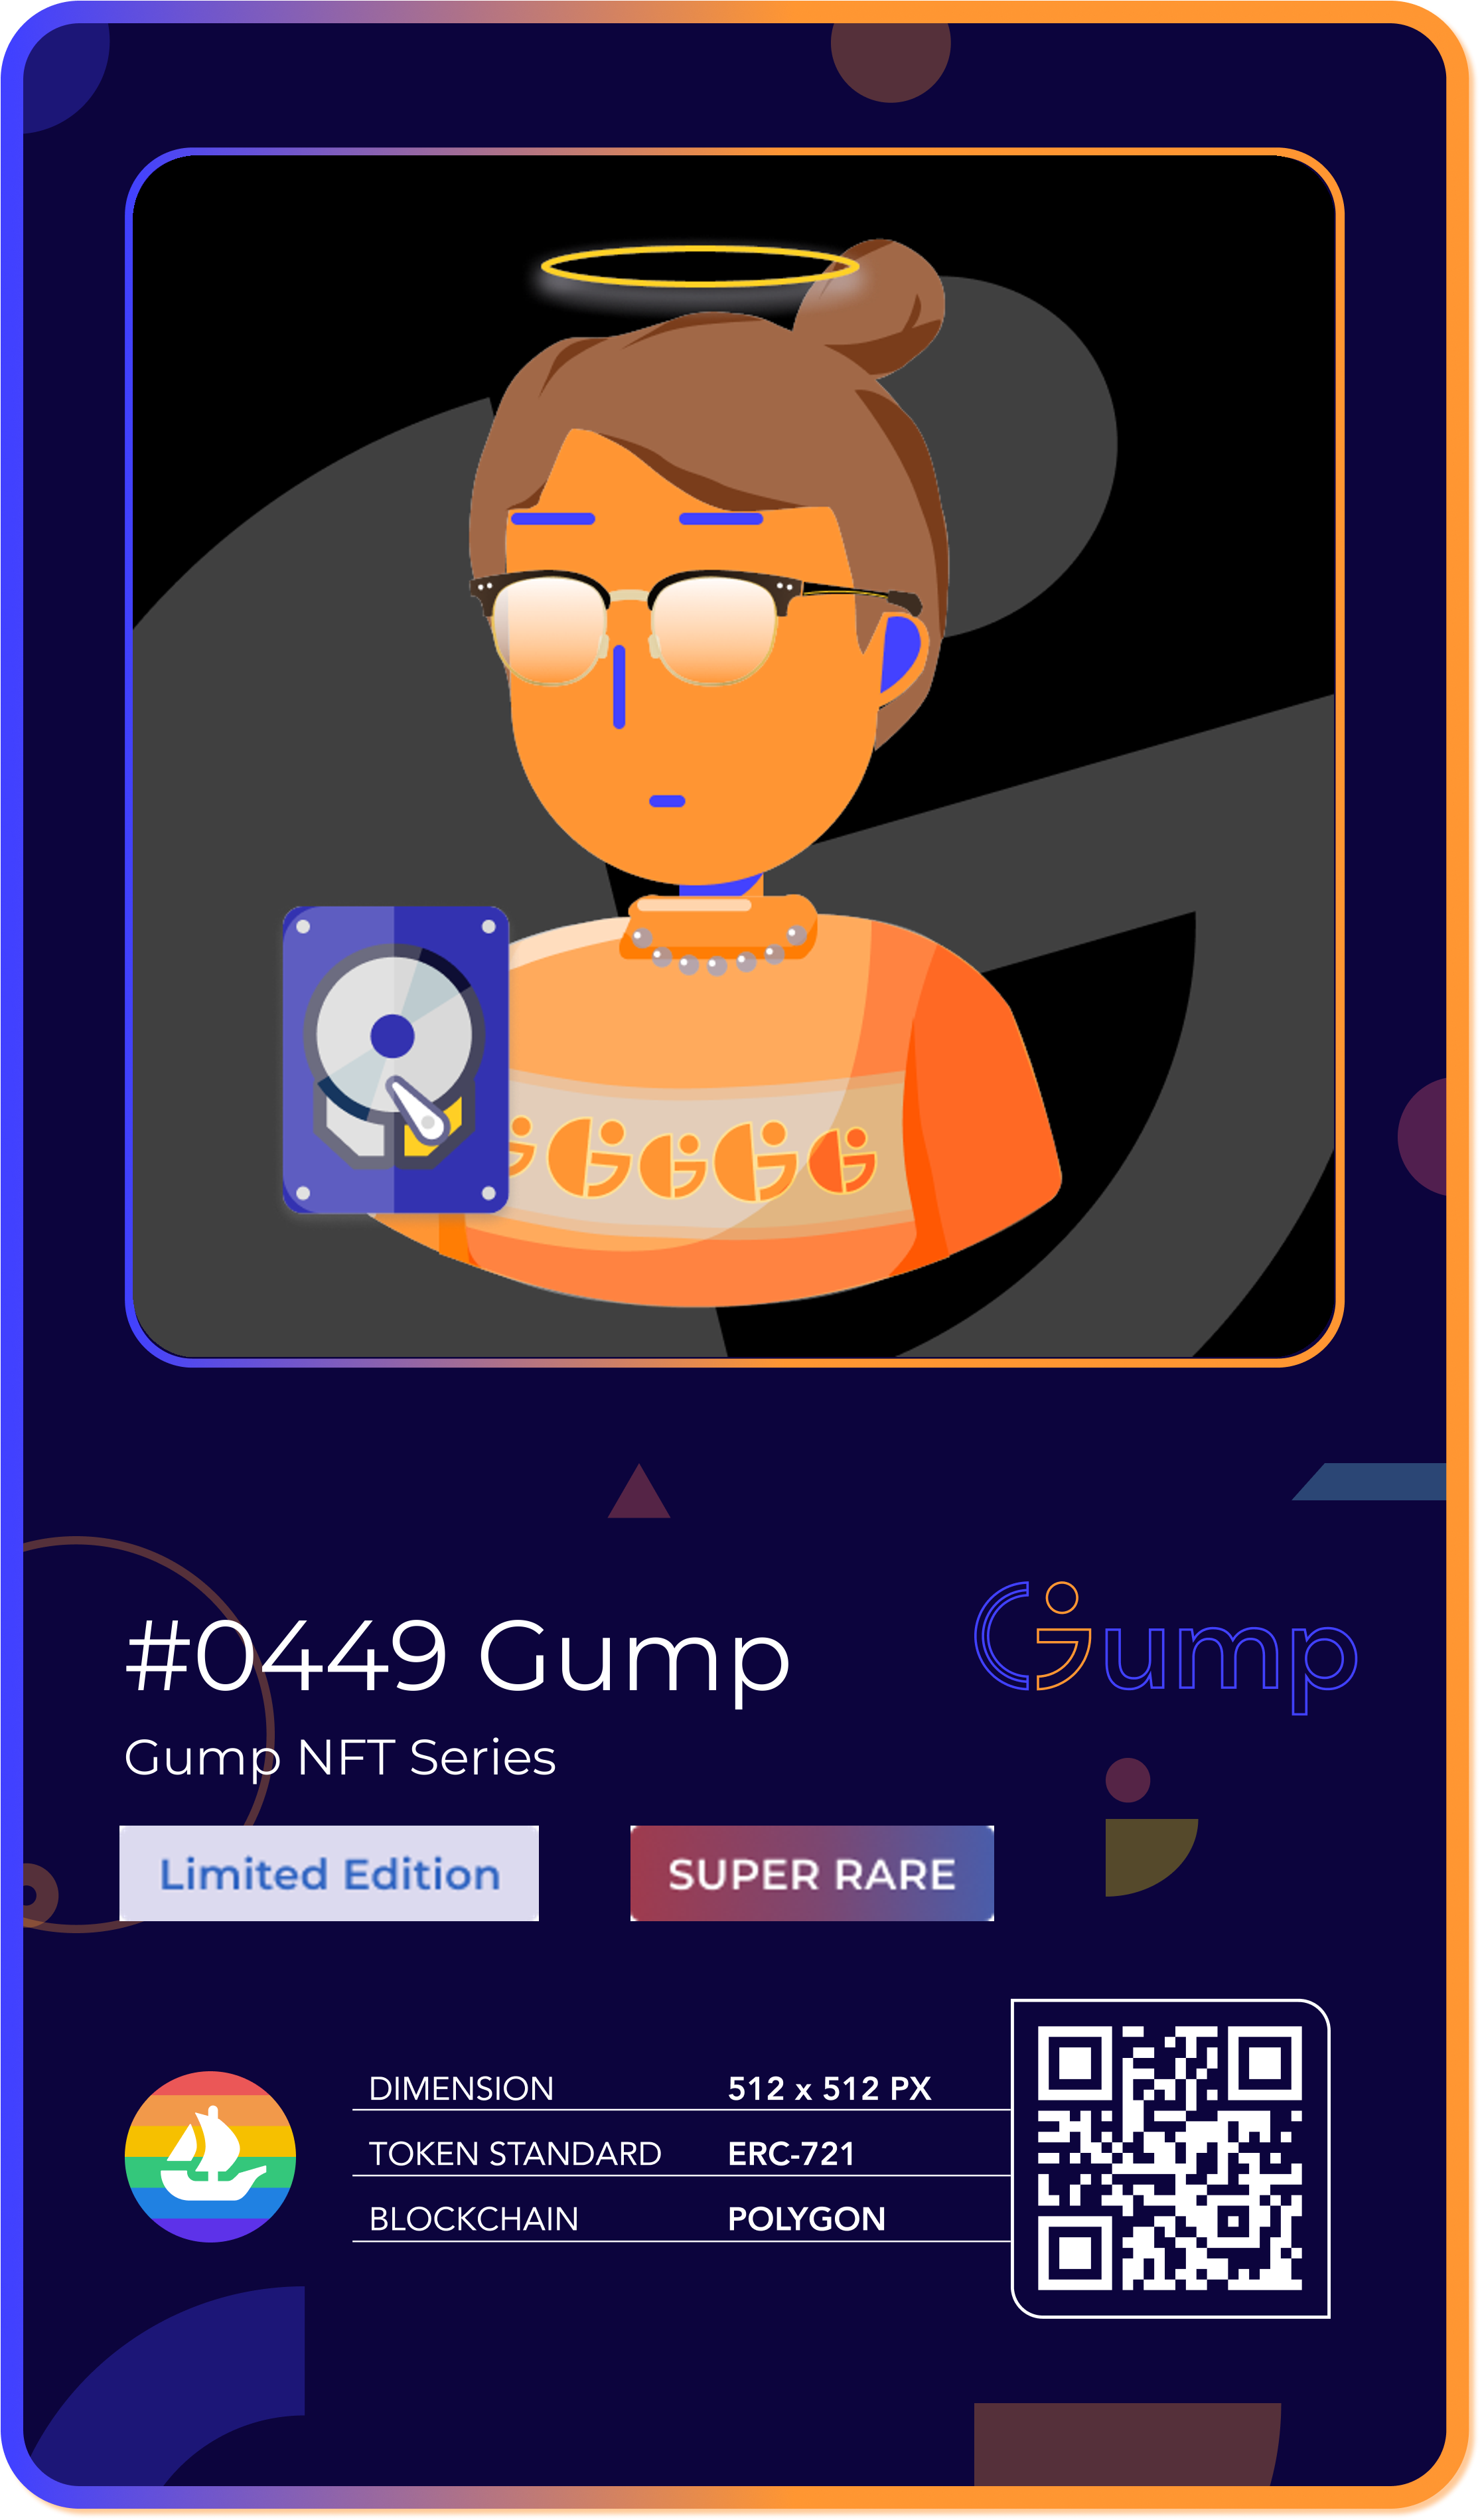 #0449 Gump
Gump
Gump NFT Series
Limited Edition
SUPER RARE
DIMENSION 512 x 512 PX
TOKEN STANDARD ERC-721
BLOCKCHAIN POLYGON